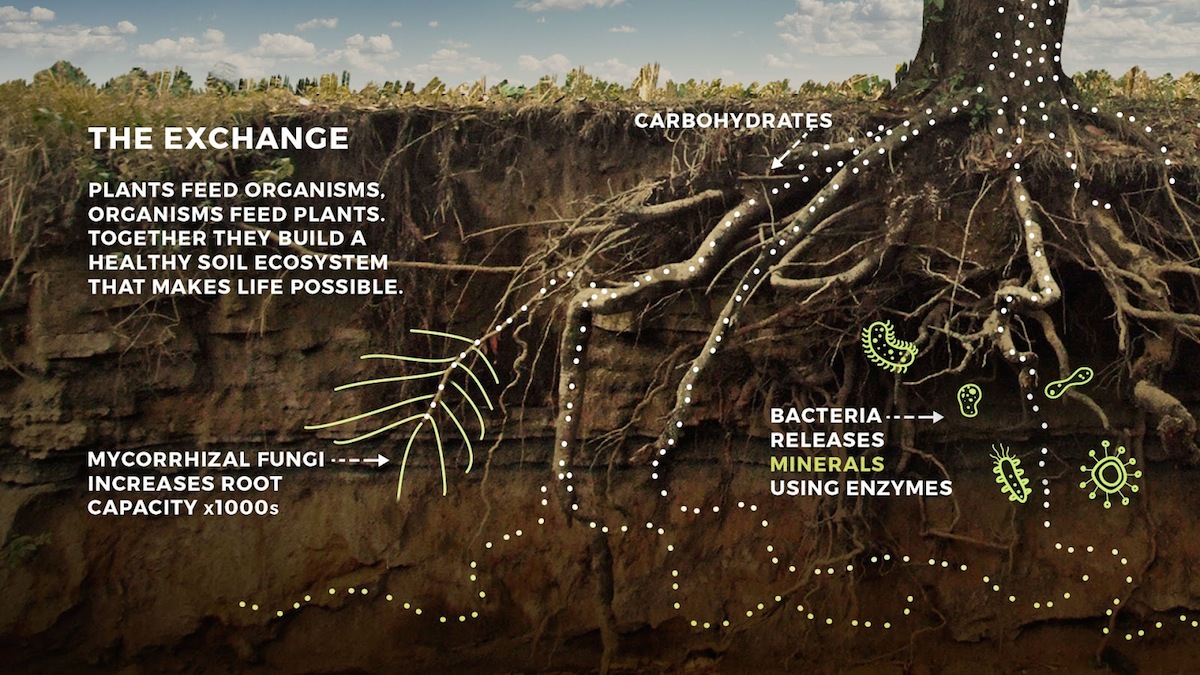 CARBOHYDRATES
THE EXCHANGE
PLANTS FEED ORGANISMS,
ORGANISMS FEED PLANTS.
TOGETHER THEY BUILD A
HEALTHY SOIL ECOSYSTEM
THAT MAKES LIFE POSSIBLE.
MYCORRHIZAL FUNGI
INCREASES ROOT
CAPACITY x1000s
BACTERIA
RELEASES
MINERALS
USING ENZYMES